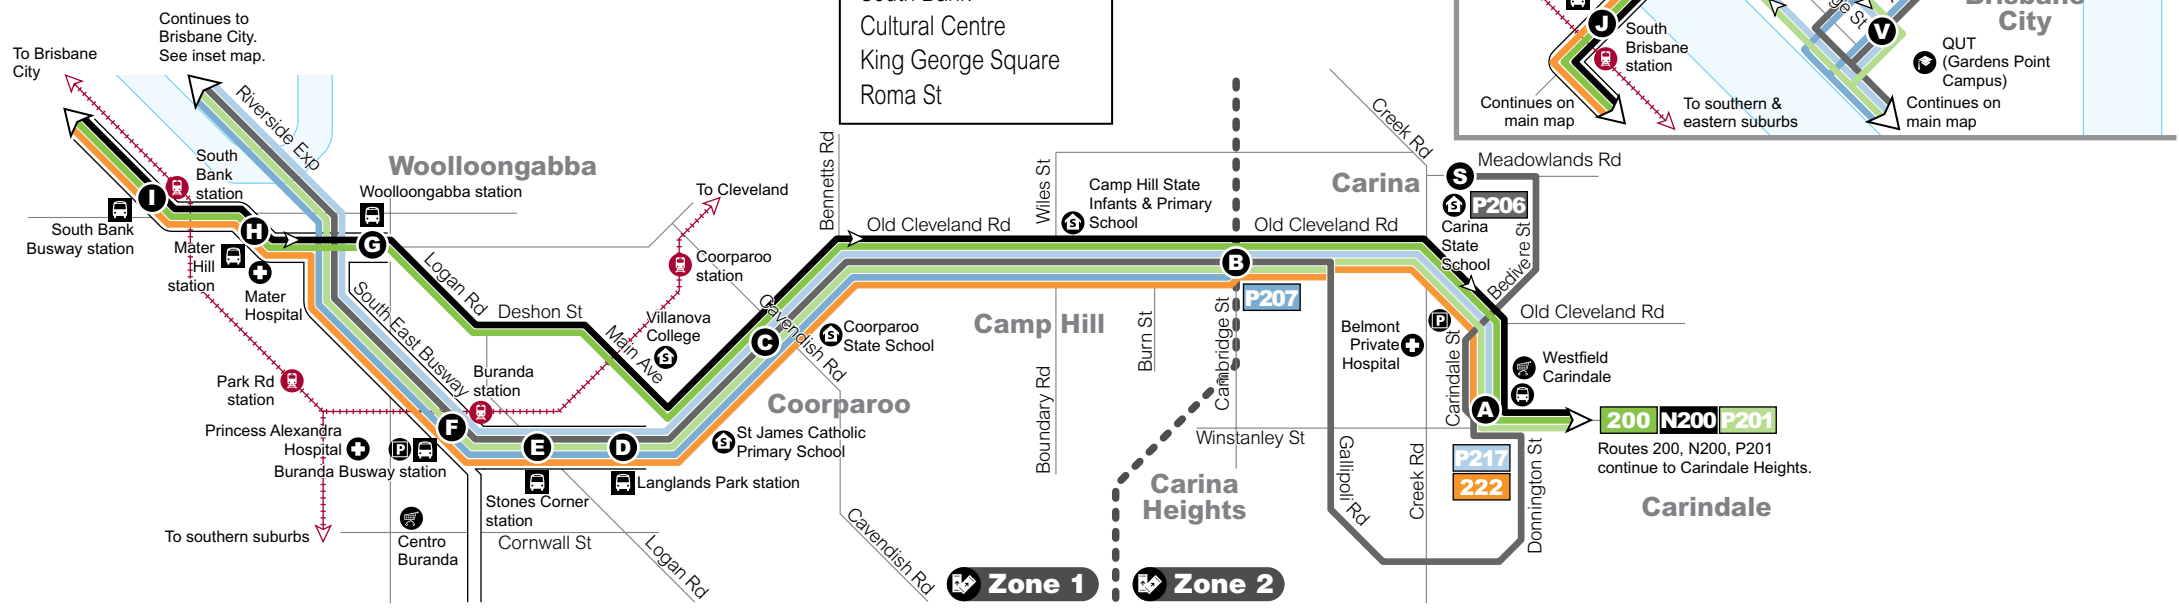 Continues to
Brisbane City.
See inset map.
To Brisbane
City
Riverside Exp
South
Bank
station
I
South Bank
Busway station
H
Mater
Hill
station
Mater
Hospital
Woolloongabba
Woolloongabba station
G
Logan Rd
Deshon St
Main Ave
South East Busway
Villanova
College
To Cleveland
Coorparoo
station
Buranda
station
Park Rd
station
Princess Alexandra
Hospital
P
Buranda Busway station
F
E
D
Stones Corner
station
Langlands Park station
To southern suburbs
Centro
Buranda
Cornwall St
Logan Rd
St James Catholic
Primary School
Coorparoo
C
Cavendish Rd
Coorparoo
State School
Cavendish Rd
South Bank
Cultural Centre
King George Square
Roma St
Bennetts Rd
Old Cleveland Rd
Wiles St
Camp Hill State
Infants & Primary
School
Camp Hill
Boundary Rd
Burn St
Cambridge St
B
P207
Old Cleveland Rd
Carina
Creek Rd
Meadowlands Rd
S
P206
Carina
State
School
Bedivere St
Old Cleveland Rd
Belmont
Private
Hospital
P
Carindale St
Westfield
Carindale
A
200 N200 P201
Routes 200, N200, P201
continue to Carindale Heights.
Carindale
P217
222
Winstanley St
Carina
Heights
Gallipoli Rd
Creek Rd
Donnington St
Zone 1
Zone 2
J
South
Brisbane
station
Continues on
main map
To southern &
eastern suburbs
ge St
V
Brisbane
City
QUT
(Gardens Point
Campus)
Continues on
main map